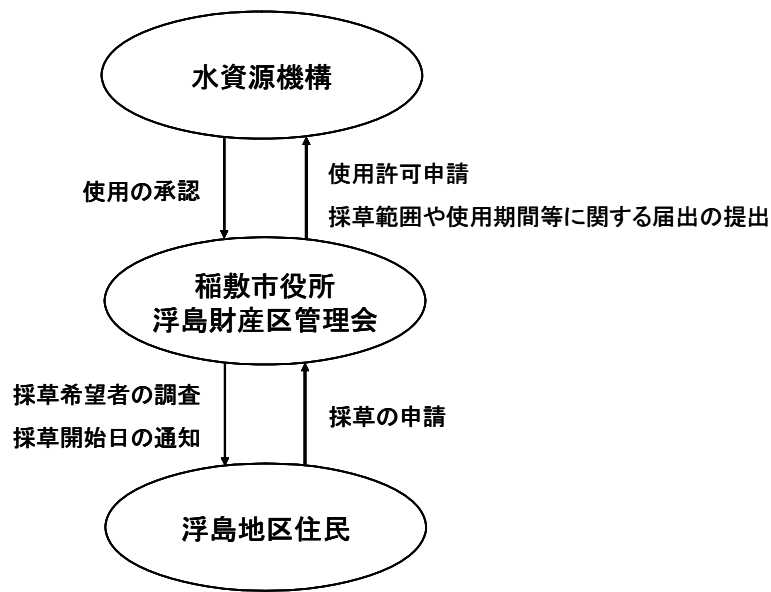 水資源機構
使用の承認
使用許可申請
採草範囲や使用期間等に関する届出の提出
稲敷市役所
浮島財産区管理会
採草希望者の調査
採草開始日の通知
採草の申請
浮島地区住民